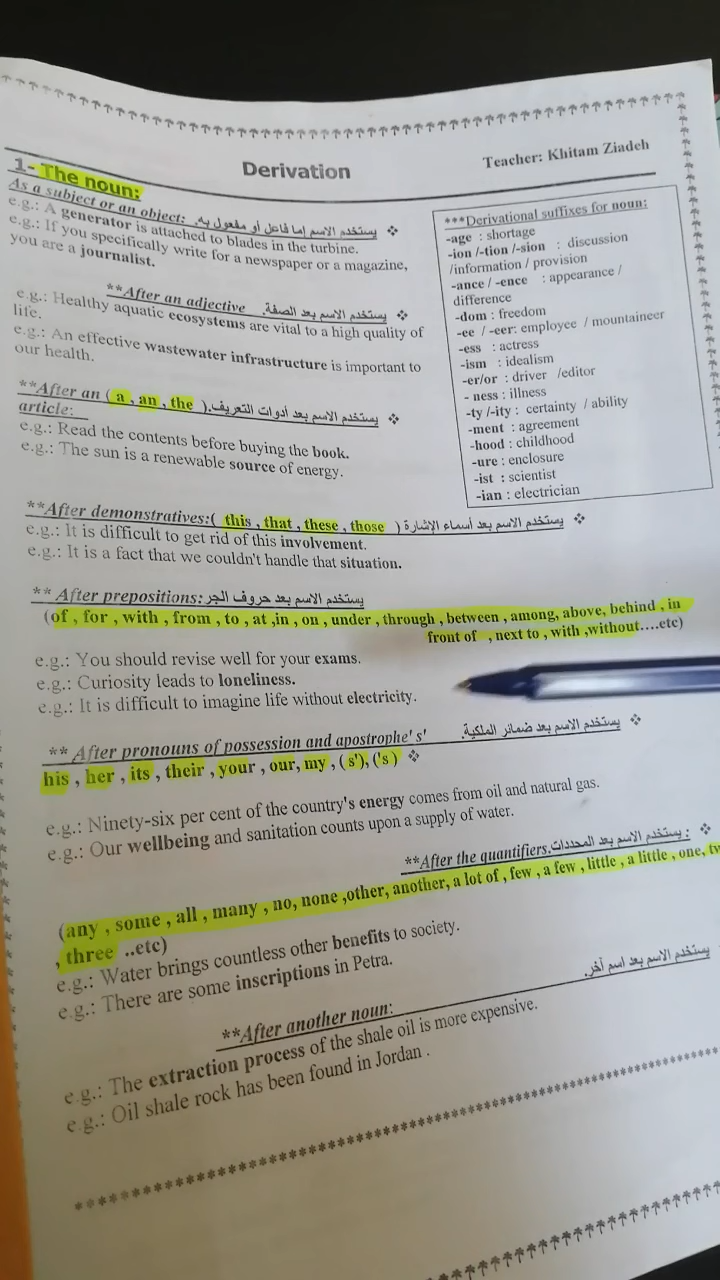 Derivation
Teacher: Khitam Ziadeh
1- The noun:
As a subject or an object: يستخدم الاسم إما فاعل أو مفعول به.
e.g.: A generator is attached to blades in the turbine.
e.g.: If you specifically write for a newspaper or a magazine,
you are a journalist.
**After an adjective يستخدم الاسم بعد الصفة.
e.g.: Healthy aquatic ecosystems are vital to a high quality of
life.
e.g.: An effective wastewater infrastructure is important to
our health.
**After an ( a , an , the ).يستخدم الاسم بعد أدوات التعريف
article:
e.g.: Read the contents before buying the book.
e.g.: The sun is a renewable source of energy.
***Derivational suffixes for noun:
-age : shortage
-ion /-tion /-sion : discussion
/information / provision
-ance / -ence : appearance /
difference
-dom : freedom
-ee / -eer: employee / mountaineer
-ess : actress
-ism : idealism
-er/or : driver /editor
- ness : illness
-ty /-ity : certainty / ability
-ment : agreement
-hood : childhood
-ure : enclosure
-ist : scientist
-ian : electrician
**After demonstratives:( this , that , these , those ) يستخدم الاسم بعد أسماء الإشارة
e.g.: It is difficult to get rid of this involvement.
e.g.: It is a fact that we couldn't handle that situation.
** After prepositions: يستخدم الاسم بعد حروف الجر
(of , for , with , from , to , at ,in , on , under , through , between , among, above, behind , in
front of , next to , with ,without....etc)
e.g.: You should revise well for your exams.
e.g.: Curiosity leads to loneliness.
e.g.: It is difficult to imagine life without electricity.
** After pronouns of possession and apostrophe' s' يستخدم الاسم بعد ضمائر الملكية.
his , her , its , their , your , our, my , ( s'), ('s )
e.g.: Ninety-six per cent of the country's energy comes from oil and natural gas.
e.g.: Our wellbeing and sanitation counts upon a supply of water.
**After the quantifiers. يستخدم الاسم بعد المحددات :
(any , some , all , many , no, none ,other, another, a lot of , few , a few , little , a little , one, tw
, three ..etc)
e.g.: Water brings countless other benefits to society.
e.g.: There are some inscriptions in Petra.
**After another noun: يستخدم الاسم بعد اسم آخر.
e.g.: The extraction process of the shale oil is more expensive.
e.g.: Oil shale rock has been found in Jordan .